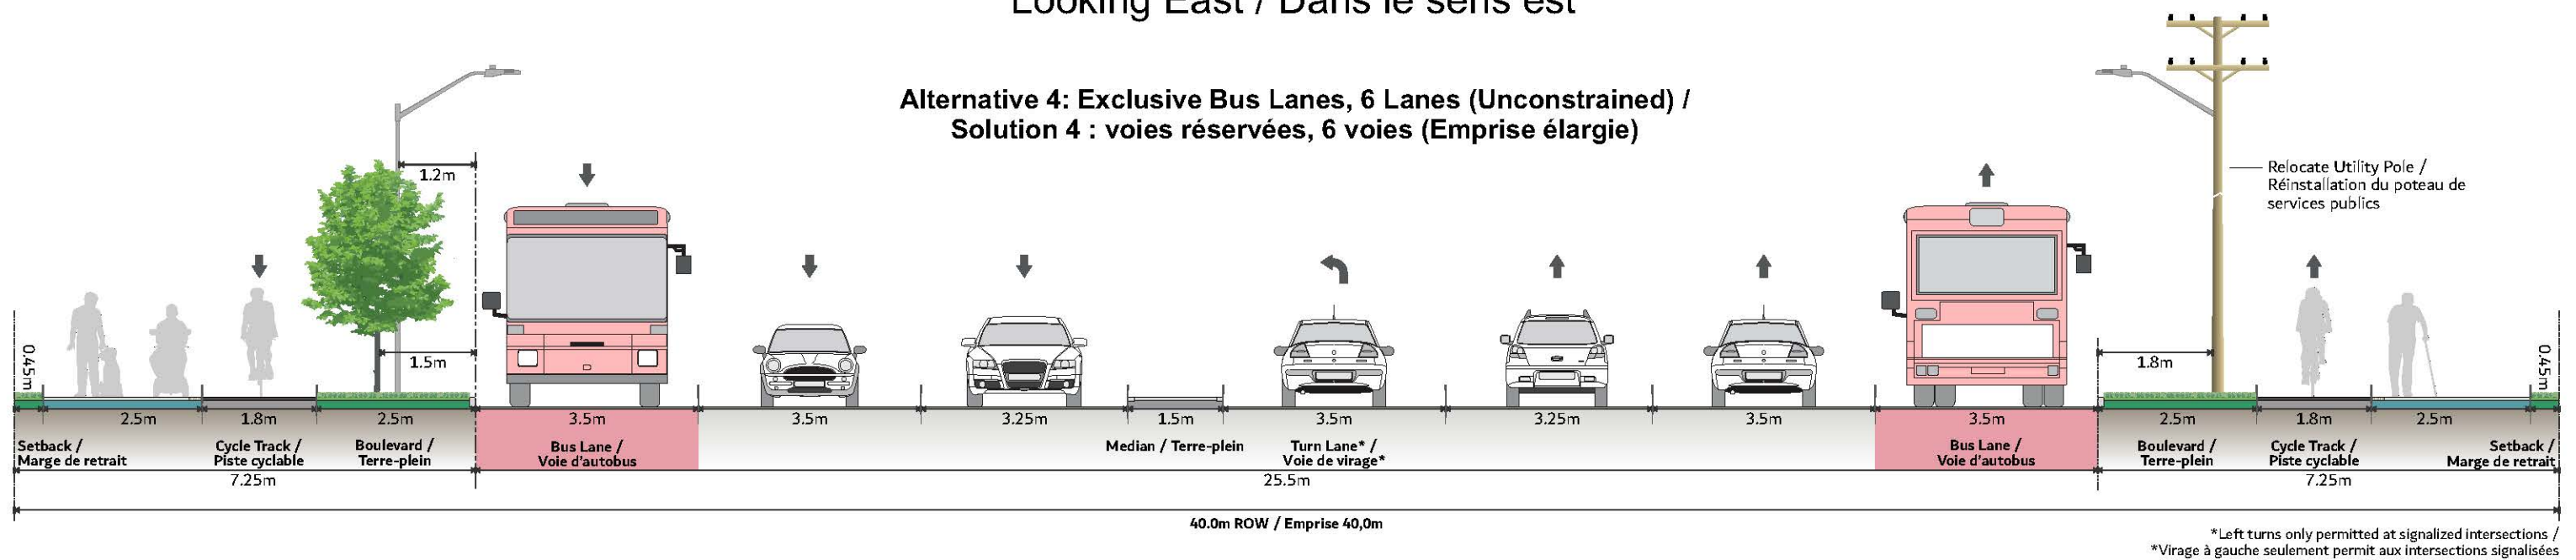 Looking East / Dans le sens est
Alternative 4: Exclusive Bus Lanes, 6 Lanes (Unconstrained) /
Solution 4 : voies réservées, 6 voies (Emprise élargie)
1.2m
Relocate Utility Pole /
Réinstallation du poteau de
services publics
0.45m
1.5m
1.8m
0.45m
2.5m
1.8m
2.5m
3.5m
3.5m
3.25m
1.5m
3.5m
3.25m
3.5m
3.5m
2.5m
1.8m
2.5m
Setback /
Marge de retrait
Cycle Track /
Piste cyclable
Boulevard /
Terre-plein
Bus Lane /
Voie d'autobus
Median / Terre-plein
Turn Lane* /
Voie de virage*
Bus Lane /
Voie d'autobus
Boulevard /
Terre-plein
Cycle Track /
Piste cyclable
Setback /
Marge de retrait
7.25m
25.5m
7.25m
40.0m ROW / Emprise 40,0m
*Left turns only permitted at signalized intersections /
*Virage à gauche seulement permit aux intersections signalisées